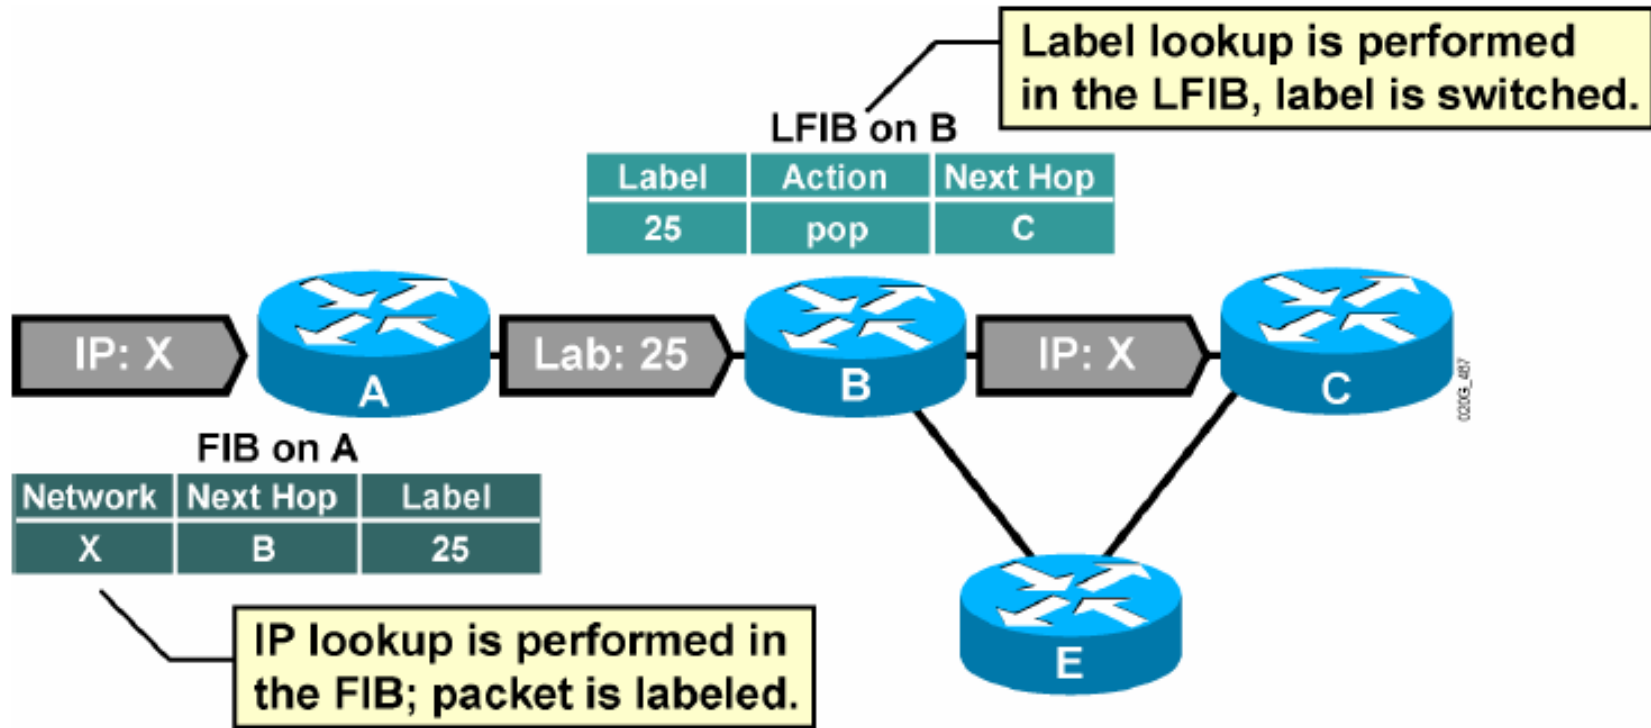 Label lookup is performed
in the LFIB, label is switched.
LFIB on B
Label Action Next Hop
25 pop C
IP: X
A
Lab: 25
B
IP: X
C
020G_487
FIB on A
Network Next Hop Label
X B 25
IP lookup is performed in
the FIB; packet is labeled.
E